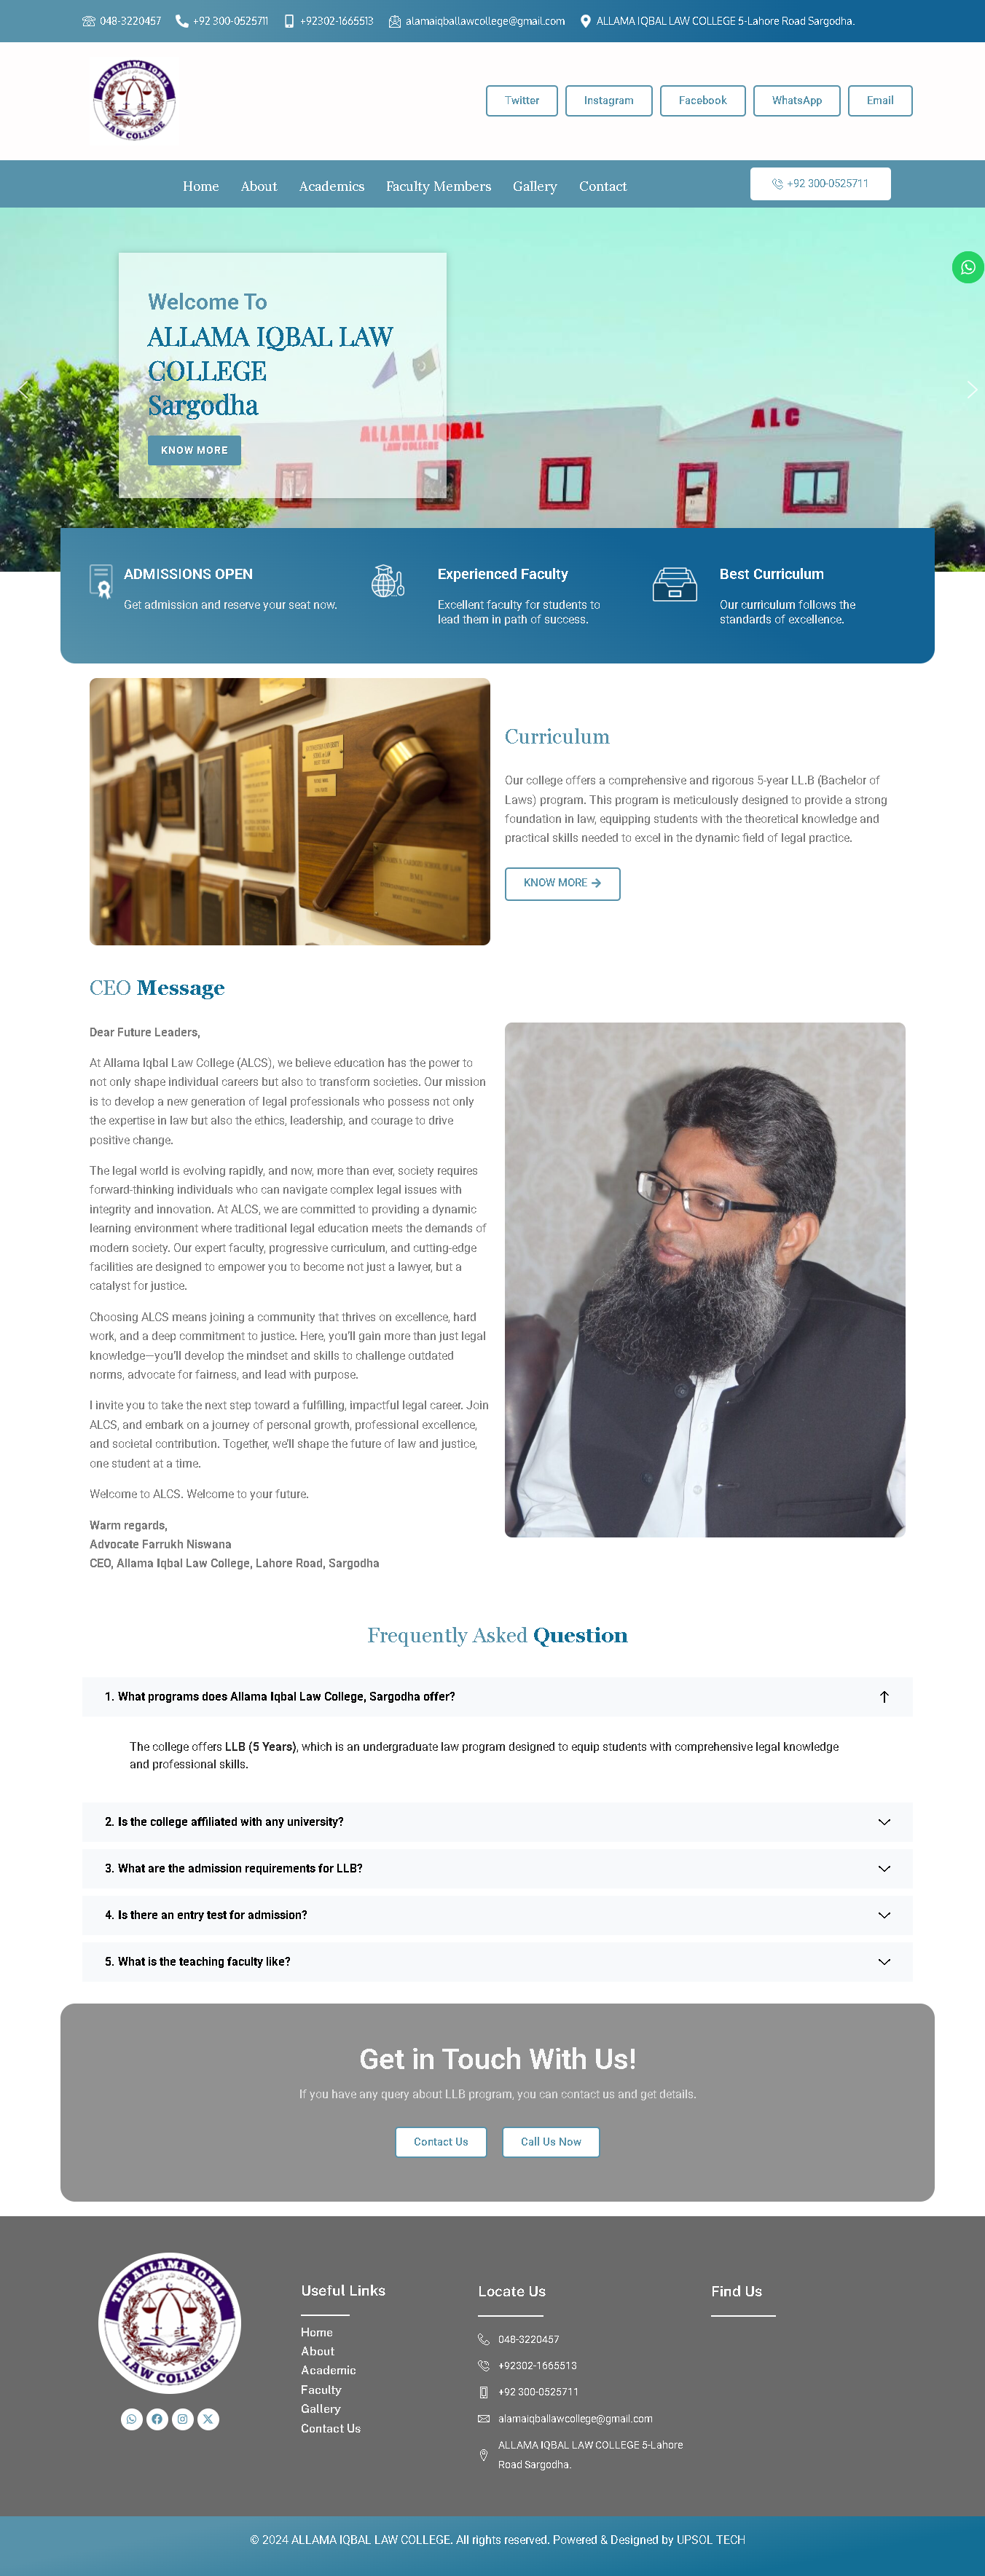 048-3220457 +92 300-0525711 +92302-1665513 alamaiqballawcollege@gmail.com ALLAMA IQBAL LAW COLLEGE 5-Lahore Road Sargodha.
THE ALLAMA IQBAL
LAW COLLEGE
Twitter Instagram Facebook WhatsApp Email
Home About Academics Faculty Members Gallery Contact +92 300-0525711
Welcome To
ALLAMA IQBAL LAW
COLLEGE
Sargodha
KNOW MORE
ALLAMA IQBAL
LAW COLLEGE
ALC
ADMISSIONS OPEN
Get admission and reserve your seat now.
Experienced Faculty
Excellent faculty for students to
lead them in path of success.
Best Curriculum
Our curriculum follows the
standards of excellence.
Curriculum
Our college offers a comprehensive and rigorous 5-year LL.B (Bachelor of
Laws) program. This program is meticulously designed to provide a strong
foundation in law, equipping students with the theoretical knowledge and
practical skills needed to excel in the dynamic field of legal practice.
KNOW MORE
CEO Message
Dear Future Leaders,
At Allama Iqbal Law College (ALCS), we believe education has the power to
not only shape individual careers but also to transform societies. Our mission
is to develop a new generation of legal professionals who possess not only
the expertise in law but also the ethics, leadership, and courage to drive
positive change.
The legal world is evolving rapidly, and now, more than ever, society requires
forward-thinking individuals who can navigate complex legal issues with
integrity and innovation. At ALCS, we are committed to providing a dynamic
learning environment where traditional legal education meets the demands of
modern society. Our expert faculty, progressive curriculum, and cutting-edge
facilities are designed to empower you to become not just a lawyer, but a
catalyst for justice.
Choosing ALCS means joining a community that thrives on excellence, hard
work, and a deep commitment to justice. Here, you'll gain more than just legal
knowledge—you'll develop the mindset and skills to challenge outdated
norms, advocate for fairness, and lead with purpose.
I invite you to take the next step toward a fulfilling, impactful legal career. Join
ALCS, and embark on a journey of personal growth, professional excellence,
and societal contribution. Together, we'll shape the future of law and justice,
one student at a time.
Welcome to ALCS. Welcome to your future.
Warm regards,
Advocate Farrukh Niswana
CEO, Allama Iqbal Law College, Lahore Road, Sargodha
Frequently Asked Question
1. What programs does Allama Iqbal Law College, Sargodha offer?
The college offers LLB (5 Years), which is an undergraduate law program designed to equip students with comprehensive legal knowledge
and professional skills.
2. Is the college affiliated with any university?
3. What are the admission requirements for LLB?
4. Is there an entry test for admission?
5. What is the teaching faculty like?
Get in Touch With Us!
If you have any query about LLB program, you can contact us and get details.
Contact Us Call Us Now
THE ALLAMA IQBAL
LAW COLLEGE
Useful Links
Home
About
Academic
Faculty
Gallery
Contact Us
Locate Us
048-3220457
+92302-1665513
+92 300-0525711
alamaiqballawcollege@gmail.com
ALLAMA IQBAL LAW COLLEGE 5-Lahore
Road Sargodha.
Find Us
© 2024 ALLAMA IQBAL LAW COLLEGE. All rights reserved. Powered & Designed by UPSOL TECH